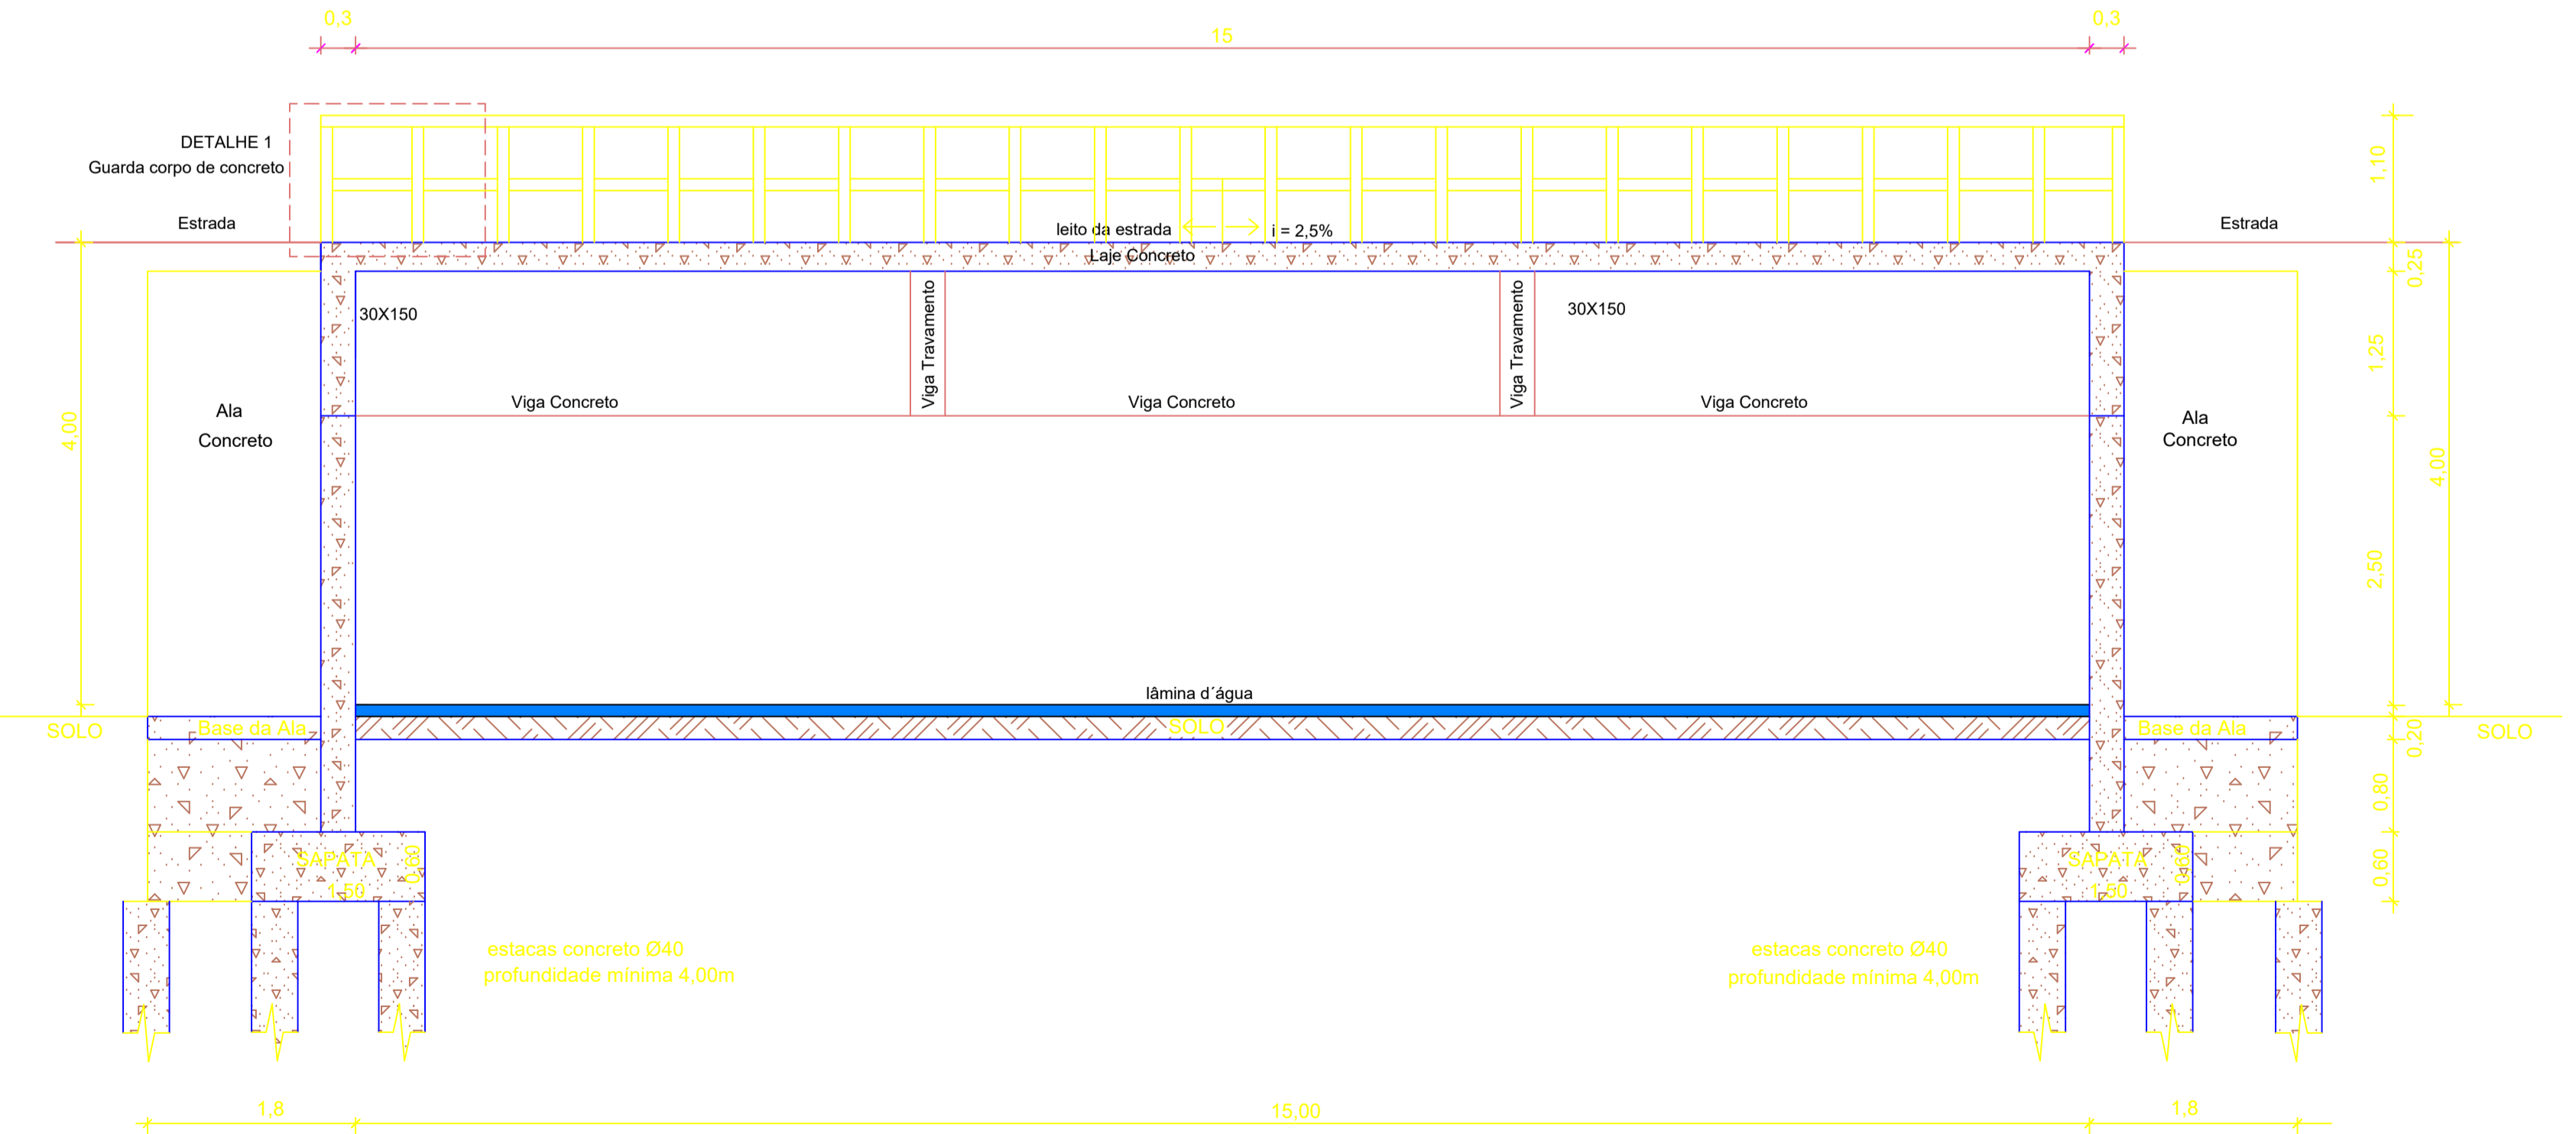 0,3
15
0,3
DETALHE 1
Guarda corpo de concreto
1,10
Estrada
leito da estrada
i = 2,5%
Estrada
Laje Concreto
0,25
30X150
Viga Travamento
Viga Travamento
30X150
1,25
Viga Concreto
Viga Concreto
Viga Concreto
Ala
Concreto
Ala
Concreto
4,00
4,00
2,50
lâmina d´água
SOLO
Base da Ala
SOLO
Base da Ala
0,20
SOLO
0,80
SAPATA
0,60
1,50
SAPATA
0,60
1,50
0,60
estacas concreto Ø40
profundidade mínima 4,00m
estacas concreto Ø40
profundidade mínima 4,00m
1,8
15,00
1,8